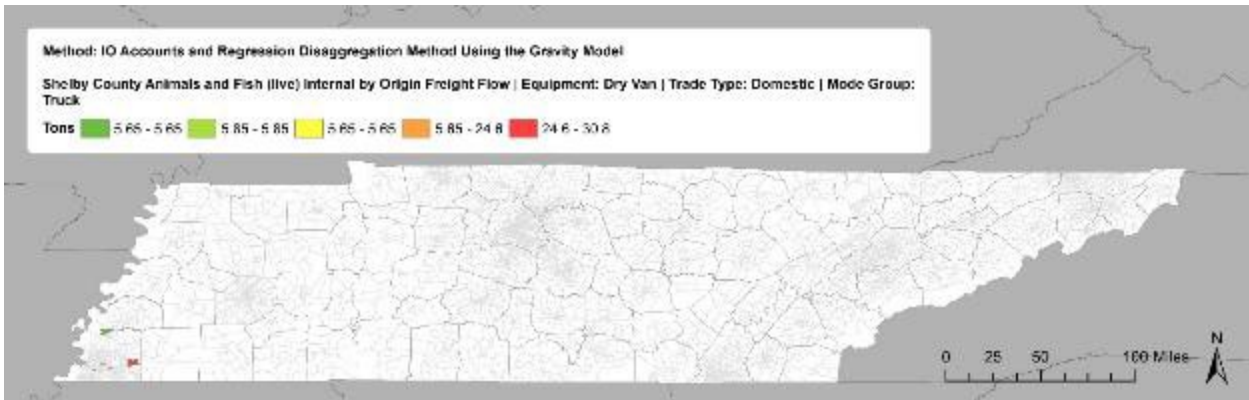 Method: IO Accounts and Regression Disaggregation Method Using the Gravity Model
Shelby County Animals and Fish (live) Internal by Origin Freight Flow | Equipment: Dry Van | Trade Type: Domestic | Mode Group:
Truck
Tons 5.65 - 5.65 5.65 - 5.65 5.65 - 5.65 5.65 - 24.6 24.6 - 30.8
N
0 25 50 100 Miles